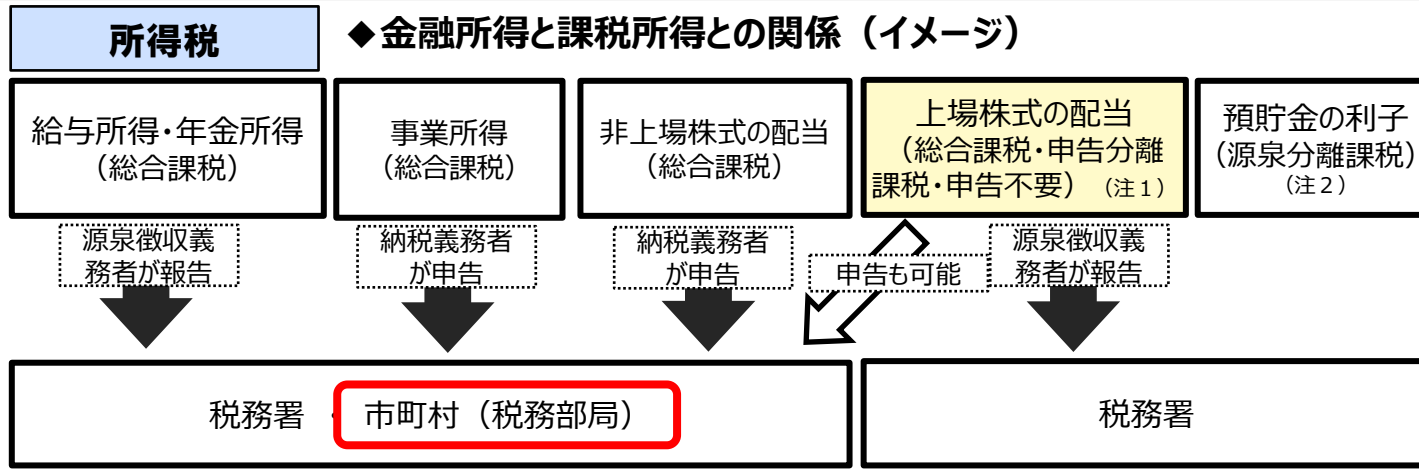 所得税
◆金融所得と課税所得との関係（イメージ）
給与所得・年金所得
（総合課税）
事業所得
（総合課税）
非上場株式の配当
（総合課税）
上場株式の配当
（総合課税・申告分離
課税・申告不要）（注１）
預貯金の利子
（源泉分離課税）
（注２）
源泉徴収義
務者が報告
納税義務者
が申告
納税義務者
が申告
申告も可能
源泉徴収義
務者が報告
税務署・市町村（税務部局）
税務署